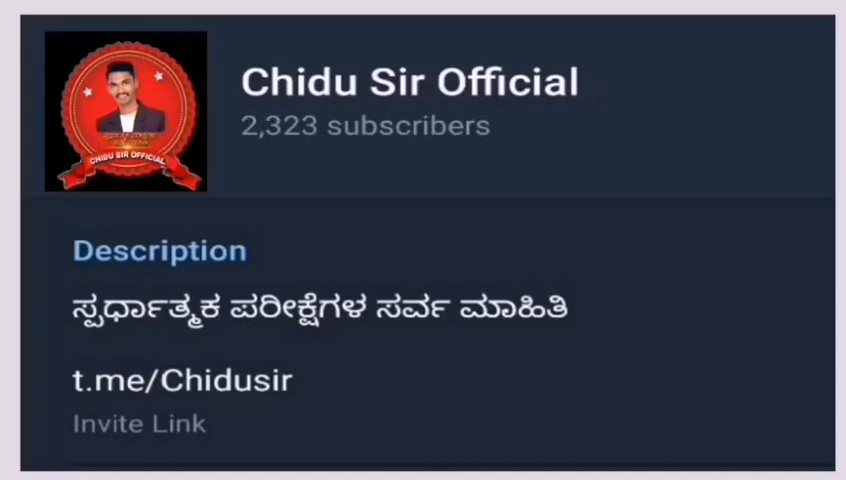 Chidu Sir Official
2,323 subscribers
CHIDU SIR OFFICIAL
Description
ಸ್ಪರ್ಧಾತ್ಮಕ ಪರೀಕ್ಷೆಗಳ ಸರ್ವ ಮಾಹಿತಿ
t.me/Chidusir
Invite Link